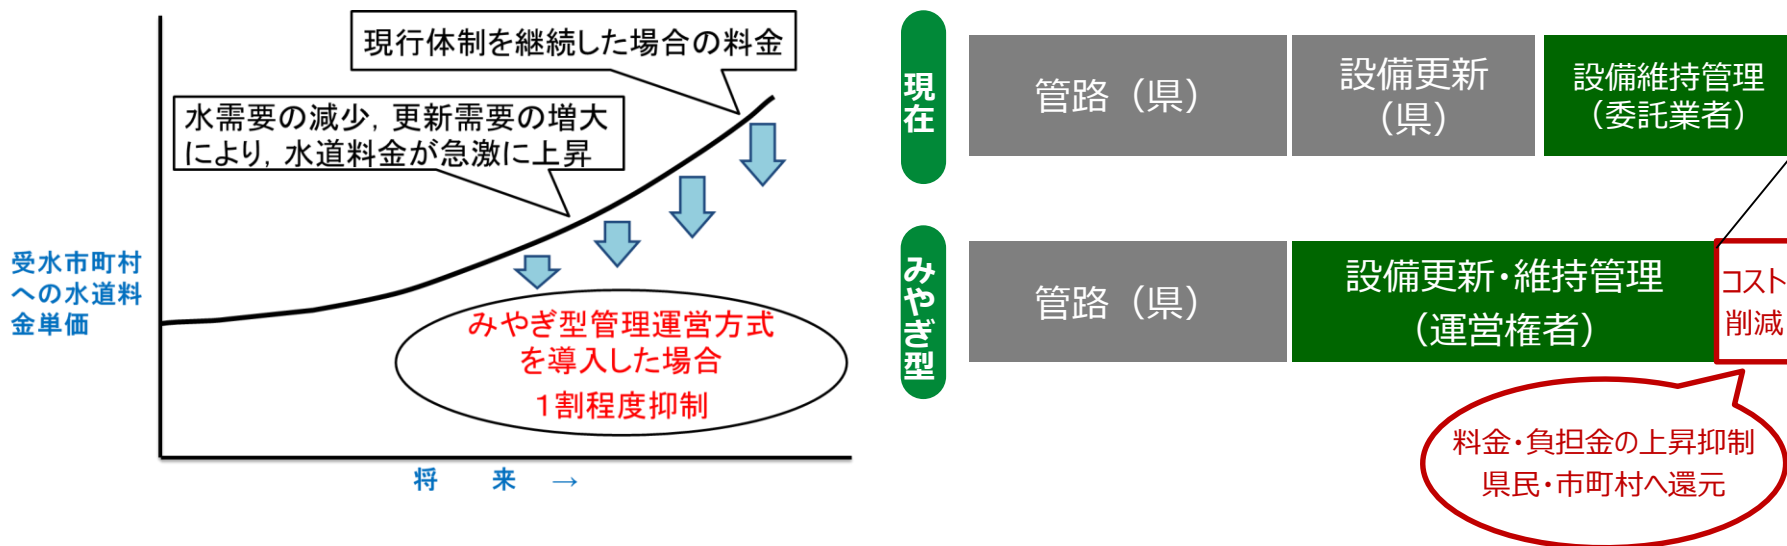 現行体制を継続した場合の料金
水需要の減少，更新需要の増大
により，水道料金が急激に上昇
受水市町村
への水道料
金単価
みやぎ型管理運営方式
を導入した場合
1割程度抑制
将　来　→
現在
管路（県）
設備更新
（県）
設備維持管理
（委託業者）
みやぎ型
管路（県）
設備更新・維持管理
（運営権者）
コスト
削減
料金・負担金の上昇抑制
県民・市町村へ還元